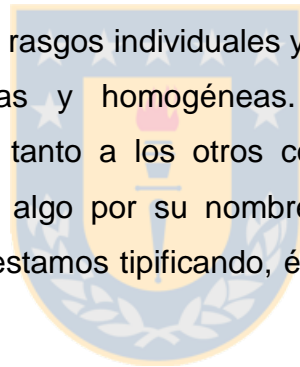 rasgos individuales y
as y homogéneas.
tanto a los otros co
algo por su nombre
estamos tipificando, é